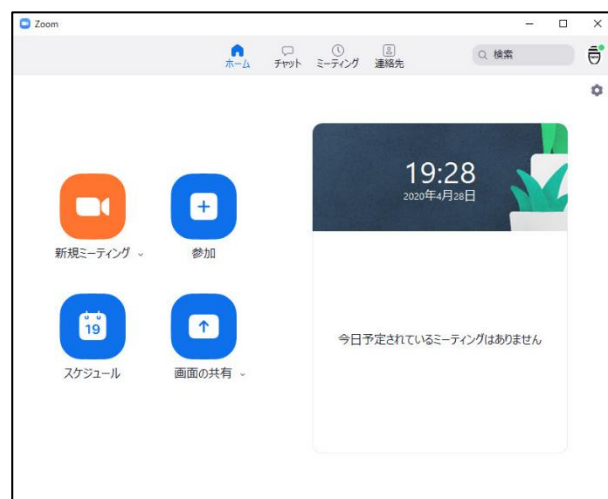 Zoom
ホーム
チャット
ミーティング
連絡先
検索
19:28
2020年4月28日
新規ミーティング
参加
19
スケジュール
画面の共有
今日予定されているミーティングはありません